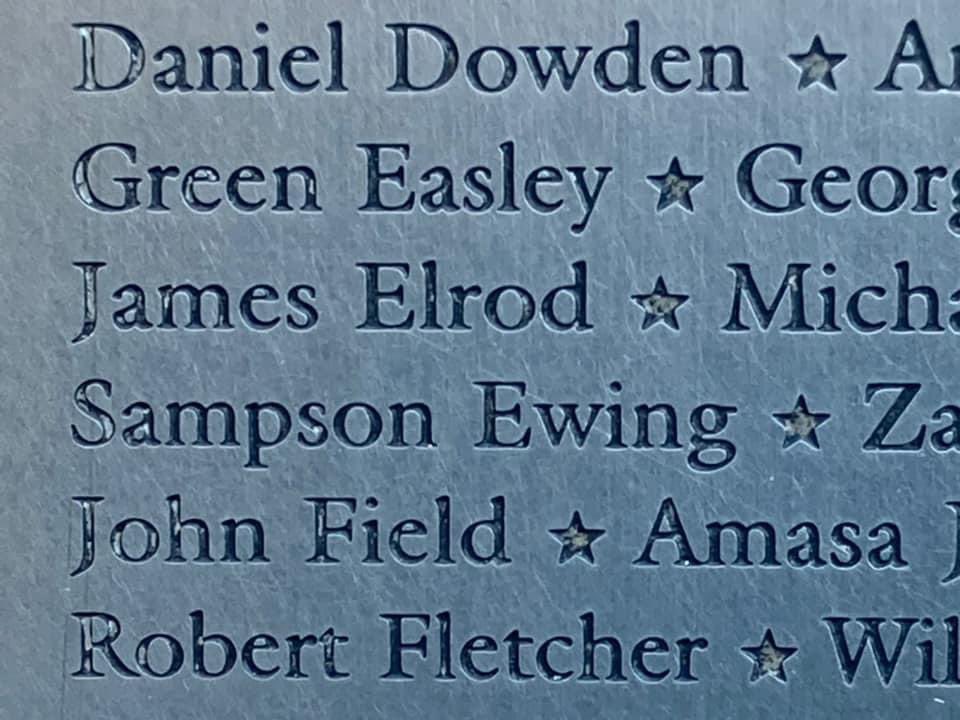 Daniel Dowden ★
Green Easley ★
James Elrod ★
Sampson Ewing ★
John Field ★ Amasa
Robert Fletcher ★